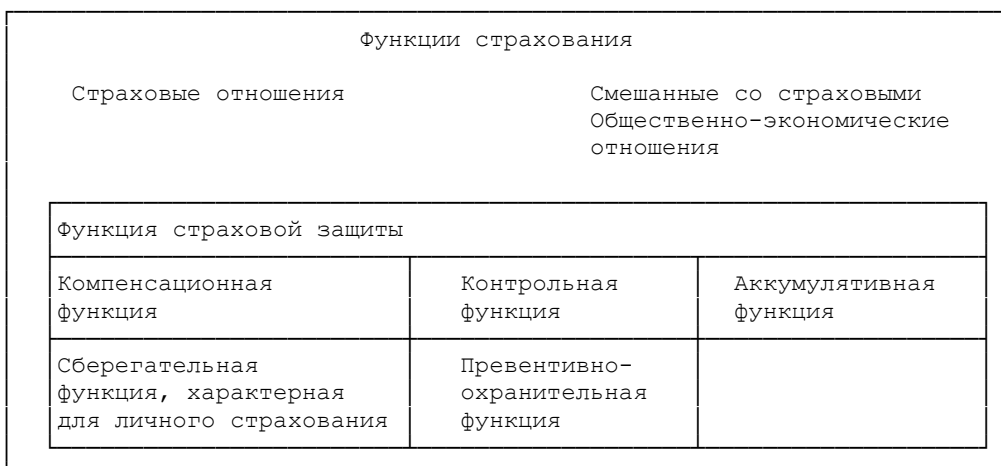 Функции страхования
Страховые отношения
Смешанные со страховыми
Общественно-экономические
отношения
Функция страховой защиты
Компенсационная
функция
Контрольная
функция
Аккумулятивная
функция
Сберегательная
функция, характерная
для личного страхования
Превентивно-
охранительная
функция